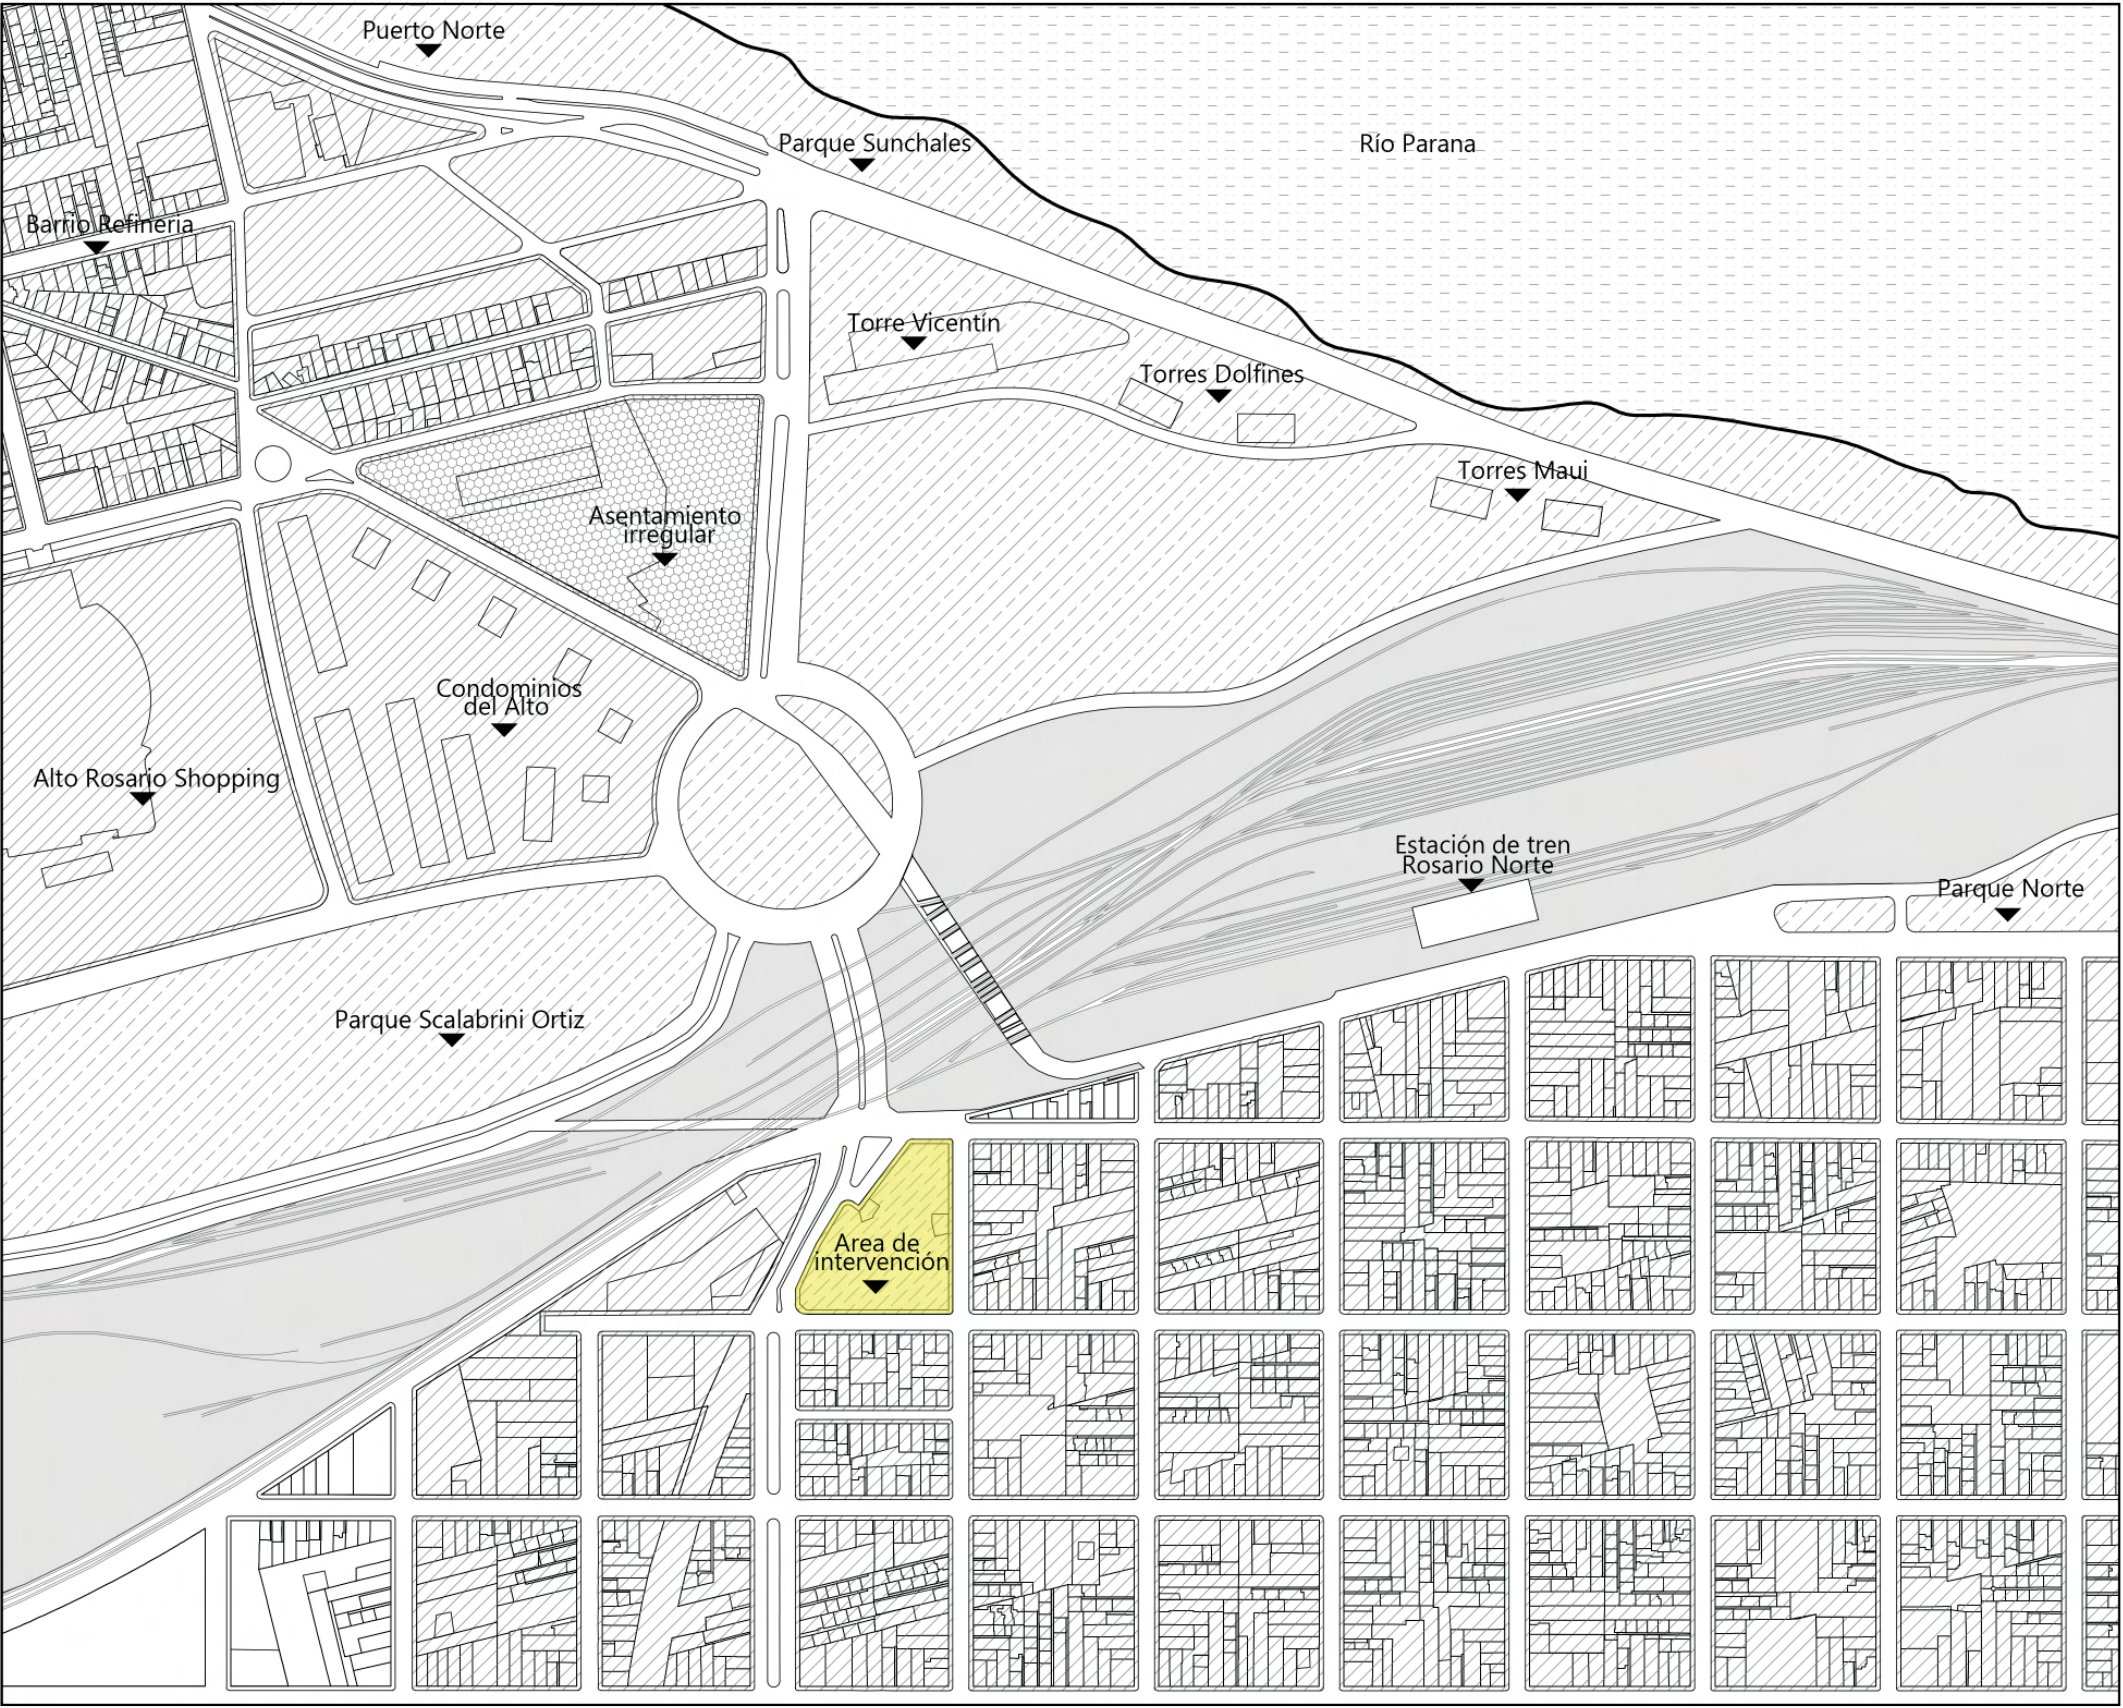 Puerto Norte
Parque Sunchales
Río Parana
Barrio Refineria
Torre Vicentín
Torres Dolfines
Torres Maui
Asentamiento
irregular
Condominios
del Alto
Alto Rosario Shopping
Estación de tren
Rosario Norte
Parque Norte
Parque Scalabrini Ortiz
Area de
intervención